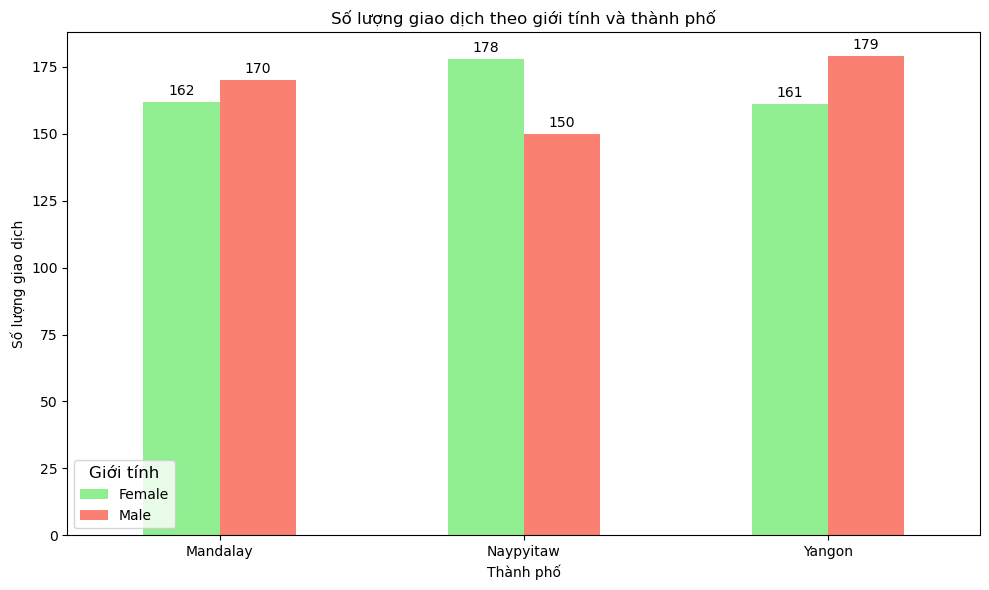 Số lượng giao dịch theo giới tính và thành phố
Số lượng giao dịch
175
150
125
100
75
50
25
0
162
170
178
150
161
179
Giới tính
Female
Male
Mandalay
Naypyitaw
Yangon
Thành phố